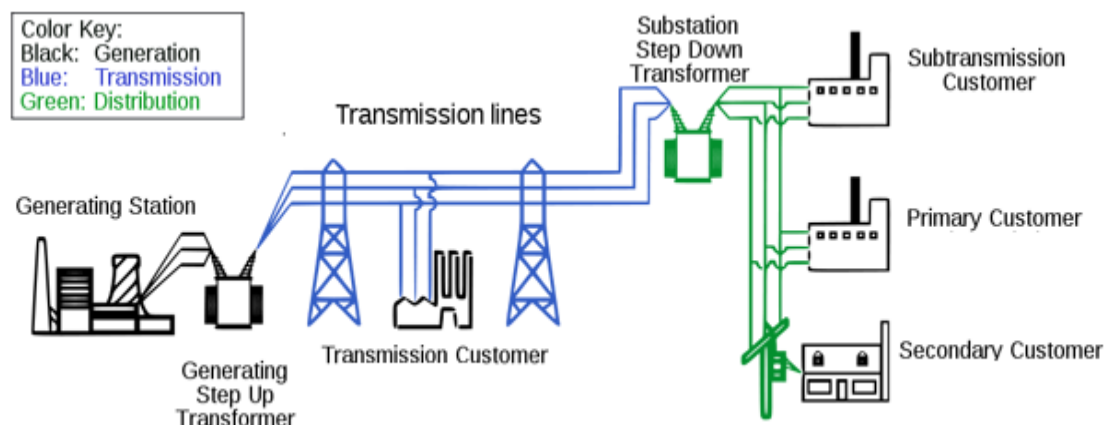 Color Key:
Black: Generation
Blue: Transmission
Green: Distribution
Substation
Step Down
Transformer
Subtransmission
Customer
Transmission lines
Generating Station
Primary Customer
Transmission Customer
Secondary Customer
Generating
Step Up
Transformer